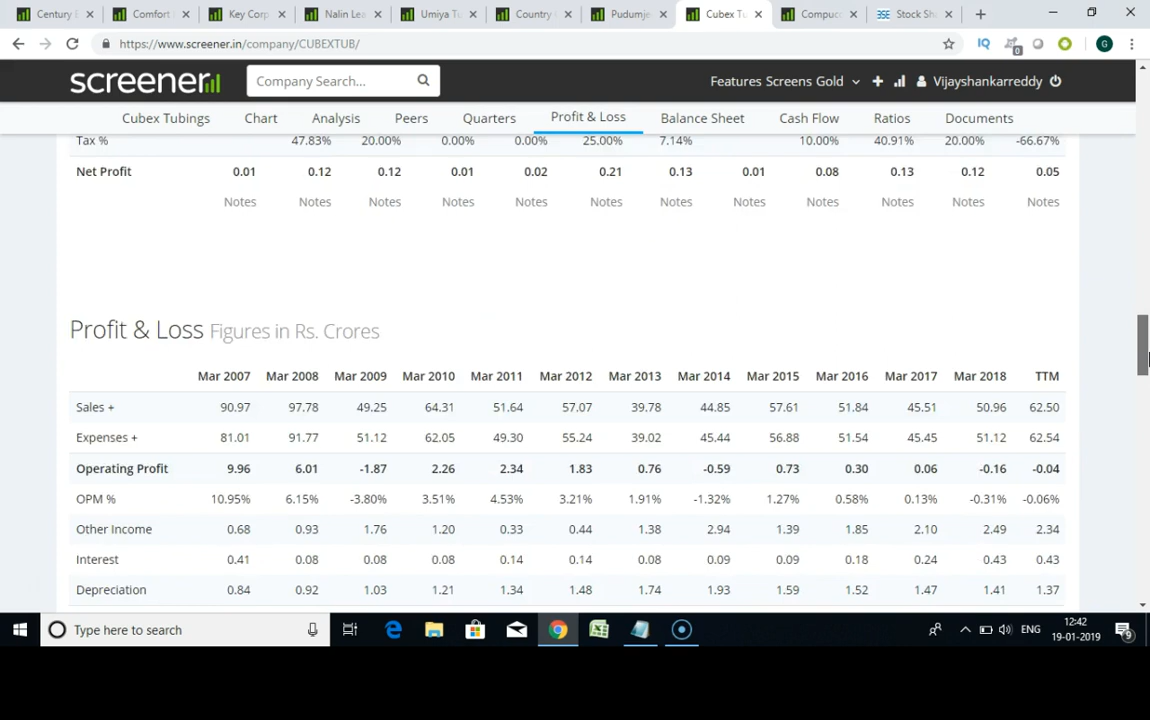 Century E
Comfort I
Key Corp
Nalin Lea
Umiya Tu
Country
Pudumje
Cubex Tu
Compuc
Stock Sh
https://www.screener.in/company/CUBEXTUB/
screener
Company Search...
Features Screens Gold
Vijayshankarreddy
Cubex Tubings Chart Analysis Peers Quarters Profit & Loss Balance Sheet Cash Flow Ratios Documents
Tax % 47.83% 20.00% 0.00% 0.00% 25.00% 7.14% 10.00% 40.91% 20.00% -66.67%
Net Profit 0.01 0.12 0.12 0.01 0.02 0.21 0.13 0.01 0.08 0.13 0.12 0.05
Notes Notes Notes Notes Notes Notes Notes Notes Notes Notes Notes Notes
Profit & Loss Figures in Rs. Crores
Mar 2007 Mar 2008 Mar 2009 Mar 2010 Mar 2011 Mar 2012 Mar 2013 Mar 2014 Mar 2015 Mar 2016 Mar 2017 Mar 2018 TTM
Sales + 90.97 97.78 49.25 64.31 51.64 57.07 39.78 44.85 57.61 51.84 45.51 50.96 62.50
Expenses + 81.01 91.77 51.12 62.05 49.30 55.24 39.02 45.44 56.88 51.54 45.45 51.12 62.54
Operating Profit 9.96 6.01 -1.87 2.26 2.34 1.83 0.76 -0.59 0.73 0.30 0.06 -0.16 -0.04
OPM % 10.95% 6.15% -3.80% 3.51% 4.53% 3.21% 1.91% -1.32% 1.27% 0.58% 0.13% -0.31% -0.06%
Other Income 0.68 0.93 1.76 1.20 0.33 0.44 1.38 2.94 1.39 1.85 2.10 2.49 2.34
Interest 0.41 0.08 0.08 0.08 0.14 0.14 0.08 0.09 0.09 0.18 0.24 0.43 0.43
Depreciation 0.84 0.92 1.03 1.21 1.34 1.48 1.74 1.93 1.59 1.52 1.47 1.41 1.37
Type here to search
ENG
12:42
19-01-2019